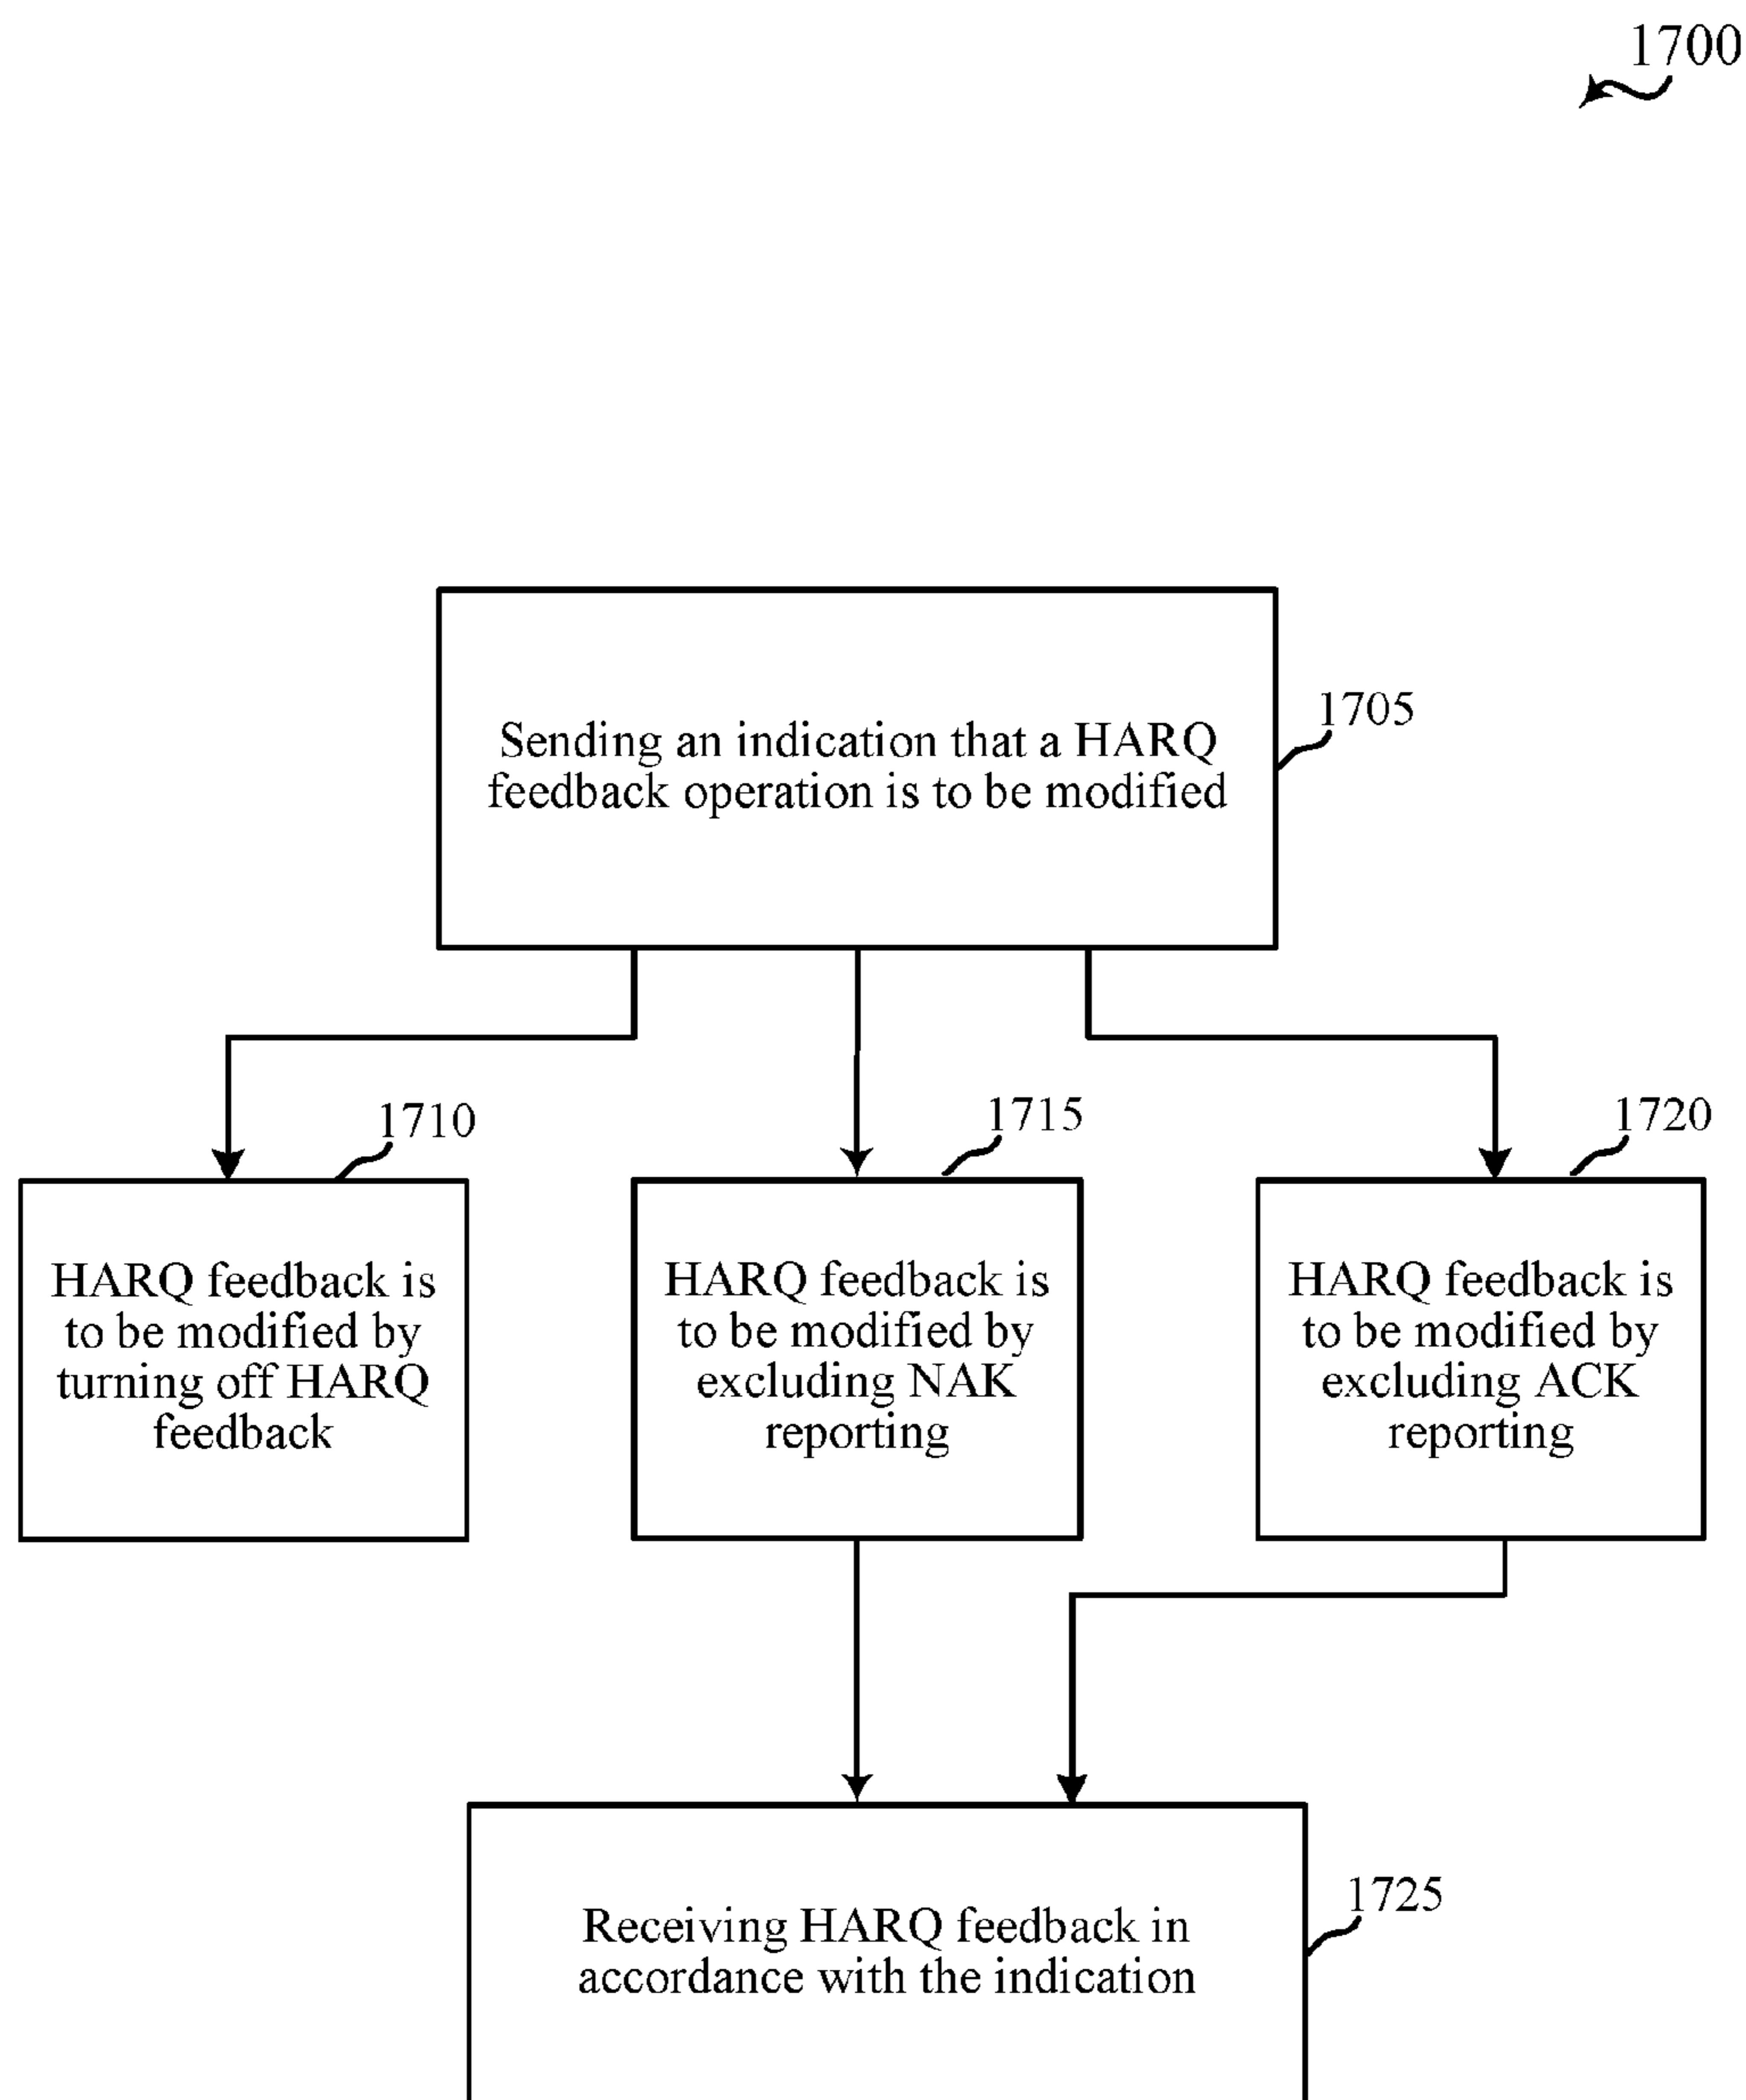 1700
Sending an indication that a HARQ
feedback operation is to be modified
1705
1710
HARQ feedback is
to be modified by
turning off HARQ
feedback
1715
HARQ feedback is
to be modified by
excluding NAK
reporting
1720
HARQ feedback is
to be modified by
excluding ACK
reporting
Receiving HARQ feedback in
accordance with the indication
1725